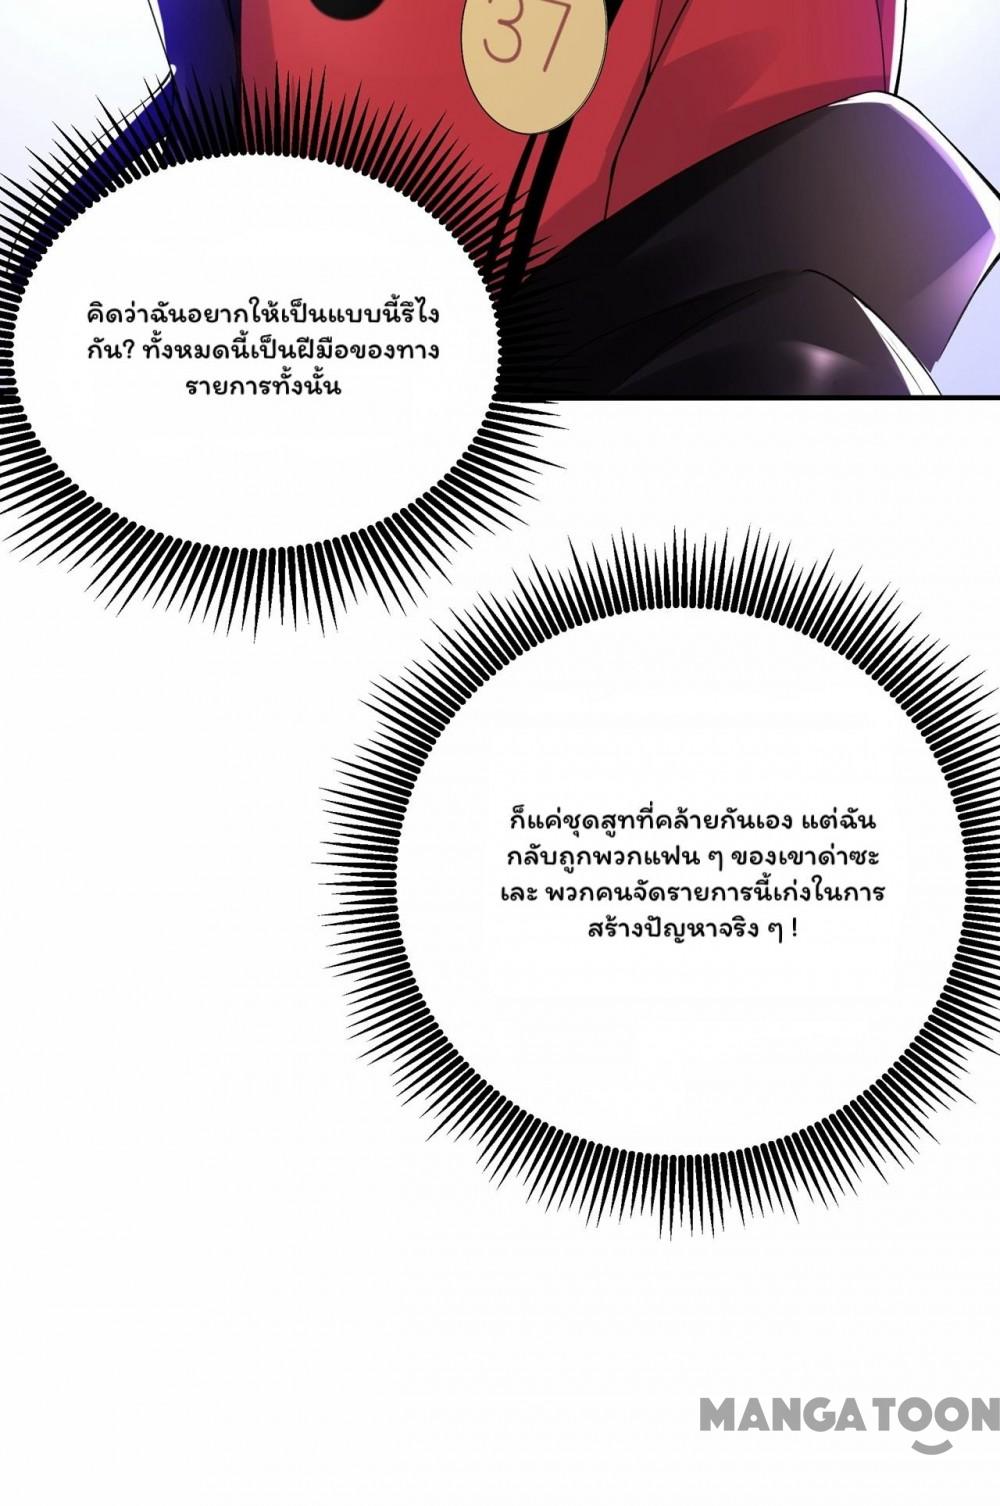 37
คิดว่าฉันอยากให้เป็นแบบนี้รึไง
กัน? ทั้งหมดนี้เป็นฝีมือของทาง
รายการทั้งนั้น
ก็แค่ชุดสูทที่คล้ายกันเอง แต่ฉัน
กลับถูกพวกแฟน ๆ ของเขาด่าซะ
เละ พวกคนจัดรายการนี้เก่งในการ
สร้างปัญหาจริง ๆ !
MANGATOON